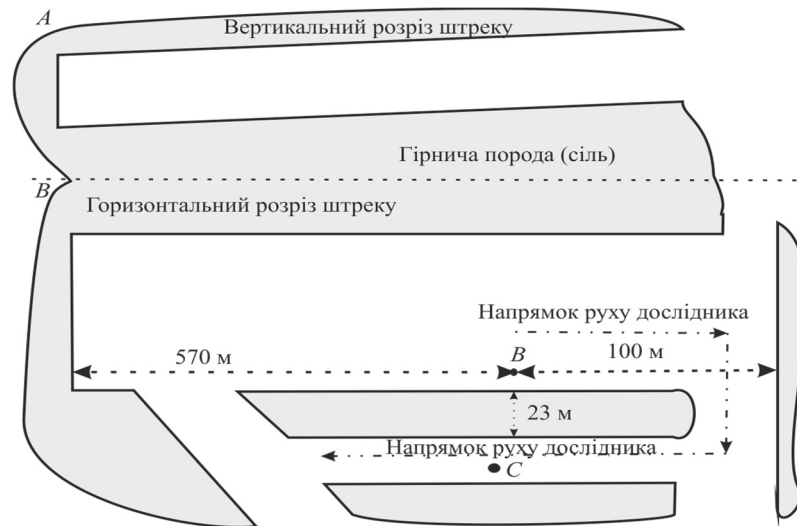 A
Вертикальний розріз штреку
Гірнича порода (сіль)
B
Горизонтальний розріз штреку
Напрямок руху дослідника
570 м
B
100 м
23 м
Напрямок руху дослідника
C